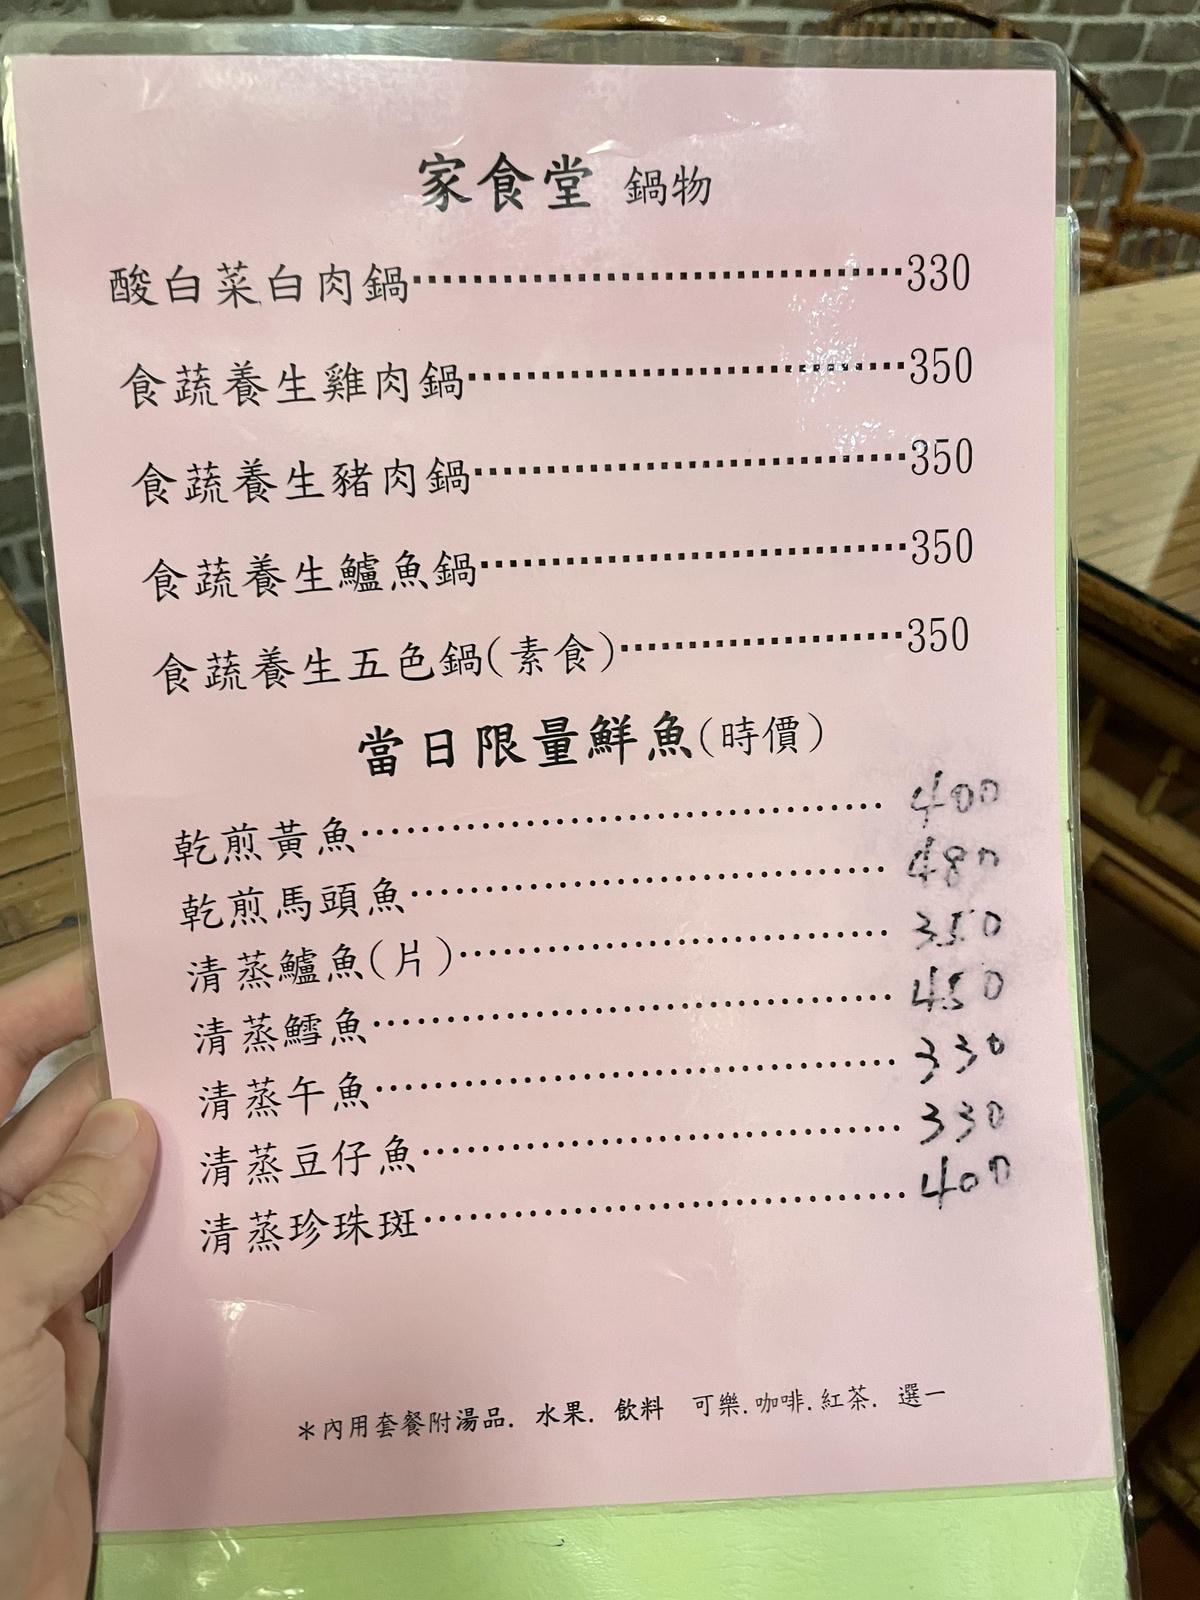 家食堂 鍋物
酸白菜白肉鍋……………………330
食蔬養生雞肉鍋……………………350
食蔬養生豬肉鍋……………………350
食蔬養生鱸魚鍋……………………350
食蔬養生五色鍋(素食)……………350
當日限量鮮魚(時價)
乾煎黃魚……………………400
乾煎馬頭魚……………………480
清蒸鱸魚(片)……………………350
清蒸鱈魚……………………450
清蒸午魚……………………330
清蒸豆仔魚……………………330
清蒸珍珠斑……………………400
*內用套餐附湯品. 水果. 飲料 可樂.咖啡.紅茶. 選一